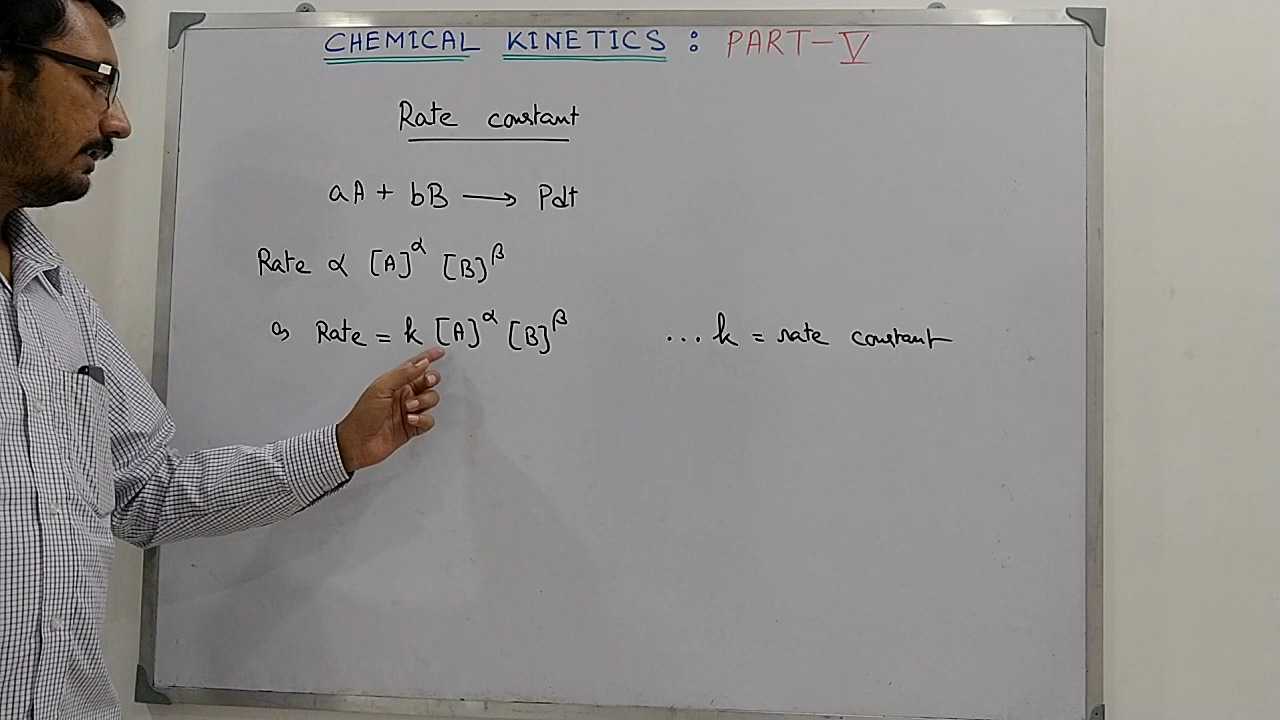 CHEMICAL KINETICS : PART-V
Rate constant
aA + bB ⟶ Pdt
Rate ∝ [A]^α [B]^β
Rate = k [A]^α [B]^β ...k = rate constant